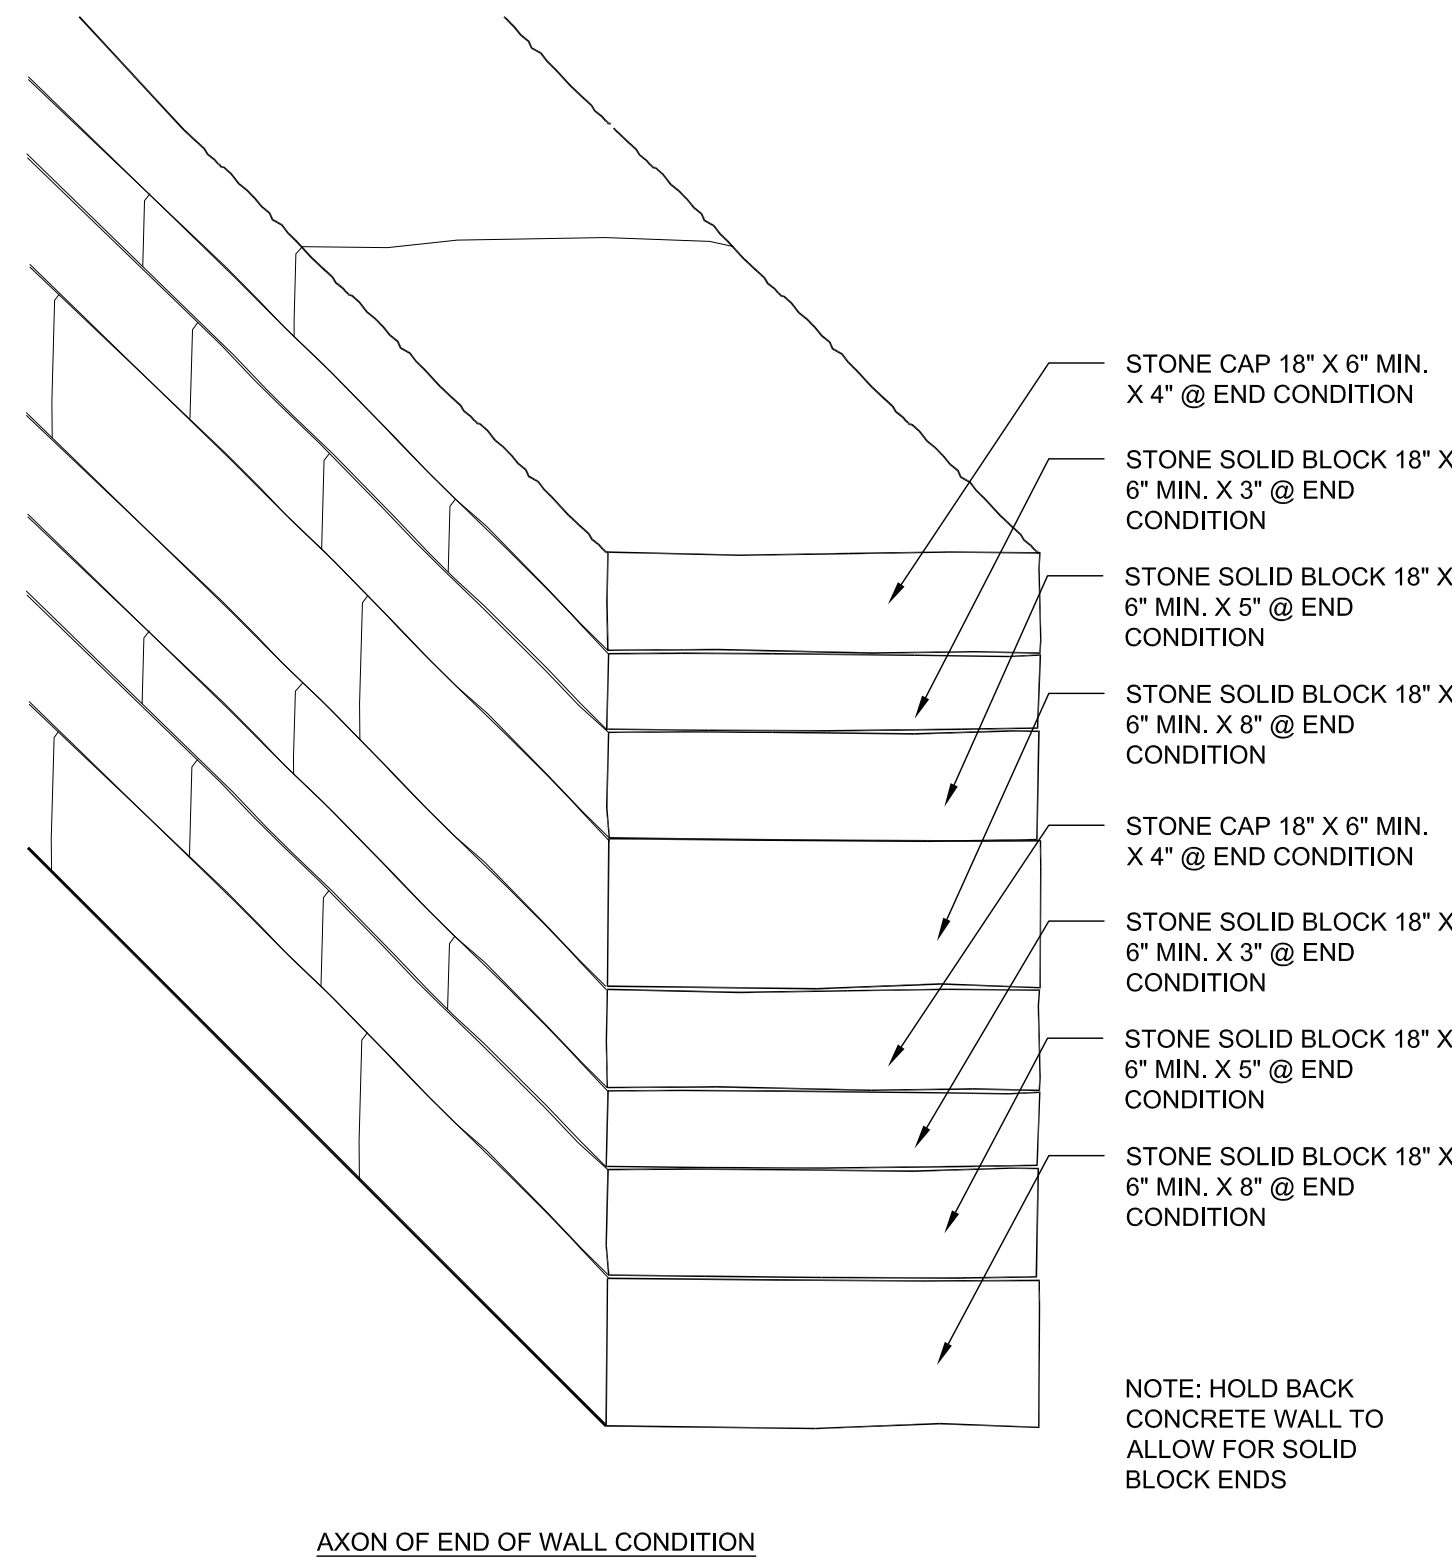 STONE CAP 18" X 6" MIN.
X 4" @ END CONDITION
STONE SOLID BLOCK 18" X
6" MIN. X 3" @ END
CONDITION
STONE SOLID BLOCK 18" X
6" MIN. X 5" @ END
CONDITION
STONE SOLID BLOCK 18" X
6" MIN. X 8" @ END
CONDITION
STONE CAP 18" X 6" MIN.
X 4" @ END CONDITION
STONE SOLID BLOCK 18" X
6" MIN. X 3" @ END
CONDITION
STONE SOLID BLOCK 18" X
6" MIN. X 5" @ END
CONDITION
STONE SOLID BLOCK 18" X
6" MIN. X 8" @ END
CONDITION
NOTE: HOLD BACK
CONCRETE WALL TO
ALLOW FOR SOLID
BLOCK ENDS
AXON OF END OF WALL CONDITION